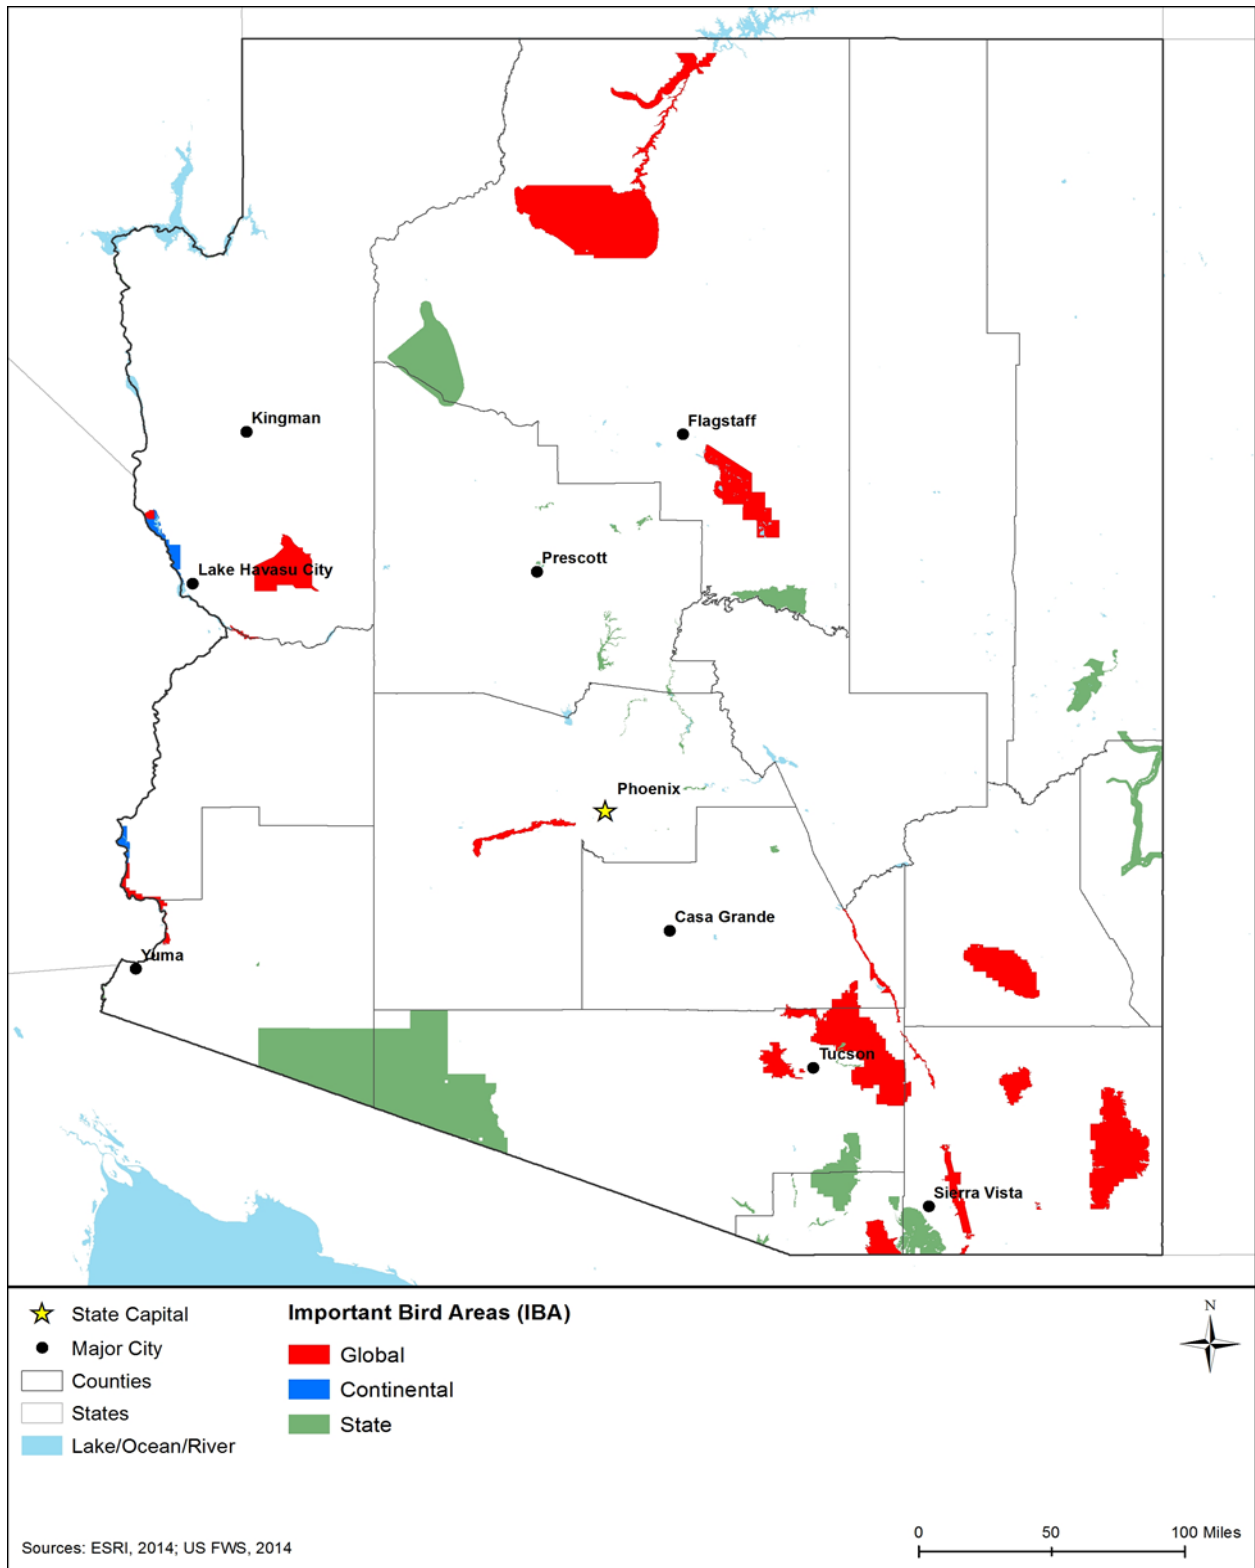 Kingman
Flagstaff
Prescott
Lake Havasu City
Phoenix
Casa Grande
Yuma
Tucson
Sierra Vista
State Capital
Major City
Counties
States
Lake/Ocean/River
Important Bird Areas (IBA)
Global
Continental
State
N
Sources: ESRI, 2014; US FWS, 2014
0 50 100 Miles